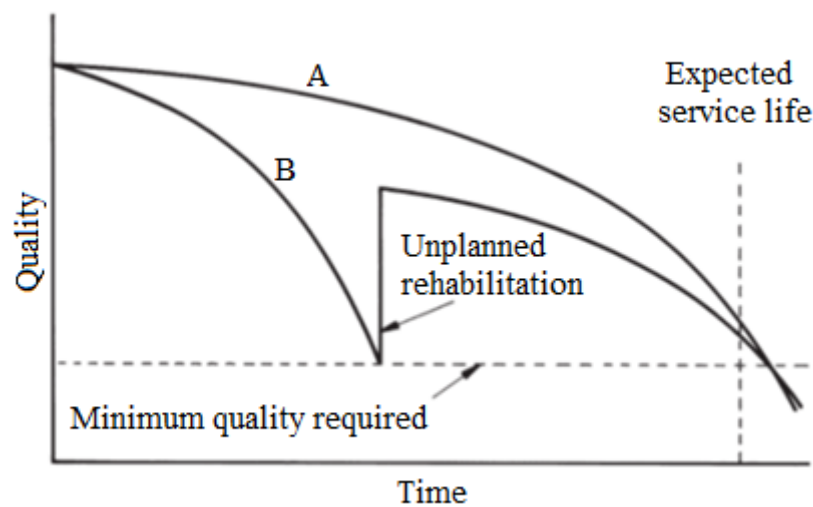 A
Expected
service life
B
Quality
Unplanned
rehabilitation
Minimum quality required
Time